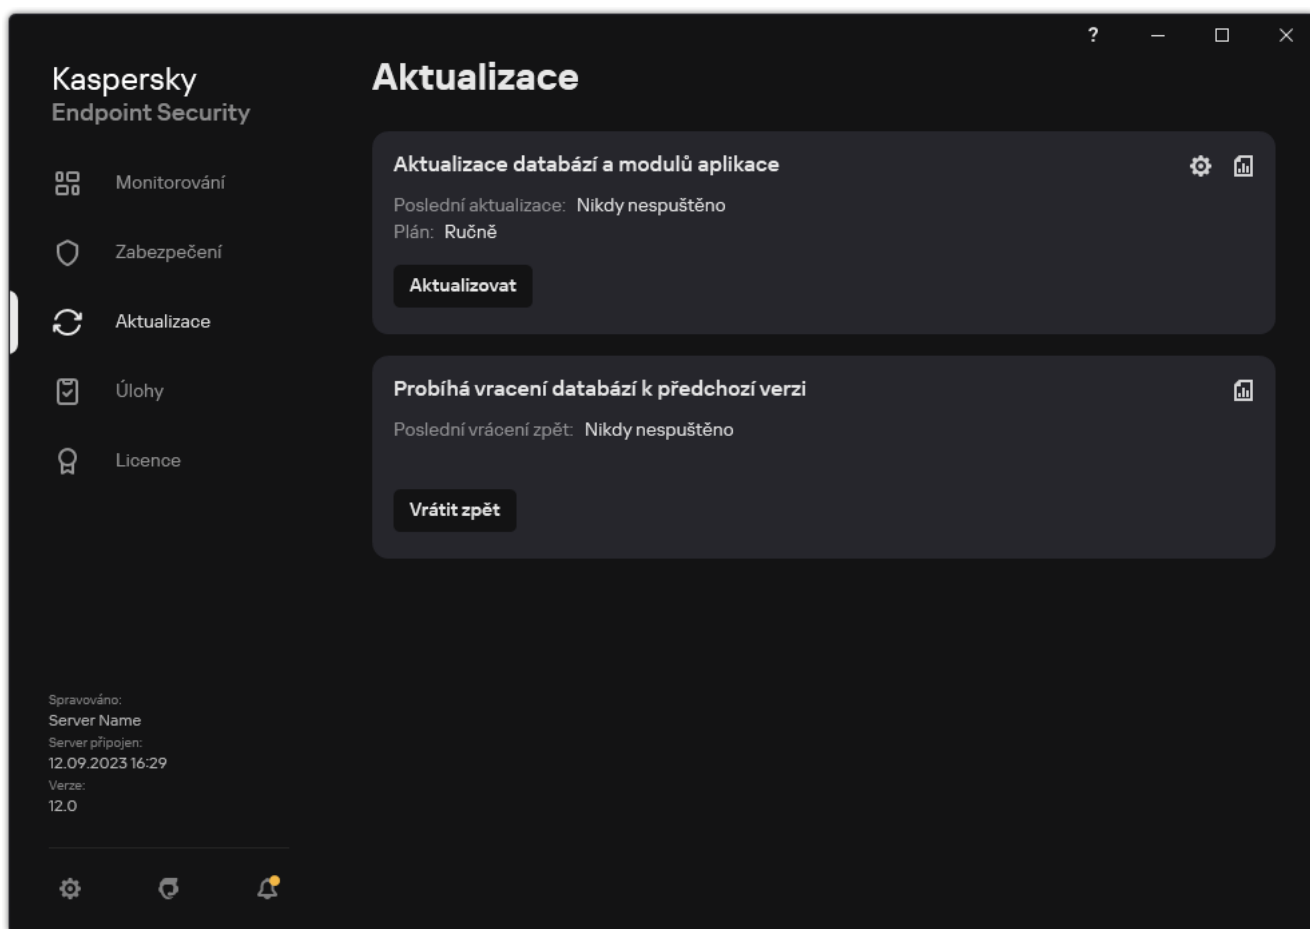 ?
Kaspersky
Endpoint Security
Monitorování
Zabezpečení
Aktualizace
Úlohy
Licence
Spravováno:
Server Name
Server připojen:
12.09.2023 16:29
Verze:
12.0
Aktualizace
Aktualizace databází a modulů aplikace
Poslední aktualizace: Nikdy nespuštěno
Plán: Ručně
Aktualizovat
Probíhá vracení databází k předchozí verzi
Poslední vrácení zpět: Nikdy nespuštěno
Vrátit zpět